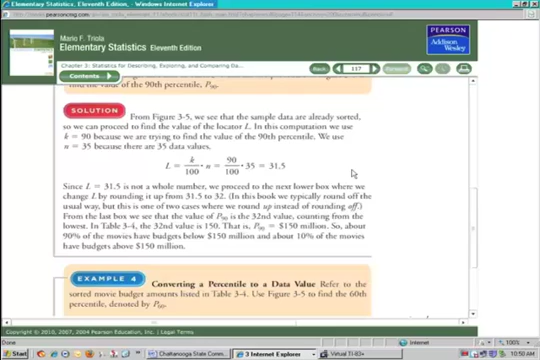 Elementary Statistics, Eleventh Edition, - Windows Internet Explorer
Mario F. Triola
Elementary Statistics Eleventh Edition
PEARSON
Addison
Wesley
Chapter 3: Statistics for Describing, Exploring, and Comparing Da...
Contents
Back 117 Forward
find the value of the 90th percentile, P90.
SOLUTION From Figure 3-5, we see that the sample data are already sorted,
so we can proceed to find the value of the locator L. In this computation we use
k = 90 because we are trying to find the value of the 90th percentile. We use
n = 35 because there are 35 data values.
L = k/100 · n = 90/100 · 35 = 31.5
Since L = 31.5 is not a whole number, we proceed to the next lower box where we
change L by rounding it up from 31.5 to 32. (In this book we typically round off the
usual way, but this is one of two cases where we round up instead of rounding off.)
From the last box we see that the value of P90 is the 32nd value, counting from the
lowest. In Table 3-4, the 32nd value is 150. That is, P90 = $150 million. So, about
90% of the movies have budgets below $150 million and about 10% of the movies
have budgets above $150 million.
EXAMPLE 4 Converting a Percentile to a Data Value Refer to the
sorted movie budget amounts listed in Table 3-4. Use Figure 3-5 to find the 60th
percentile, denoted by P60.
Copyright © 2010, 2007, 2004 Pearson Education, Inc. | Legal Terms
Done Internet 100%
Start Chattanooga State Comm... 3 Internet Explorer Virtual TI-83+ 10:50 AM